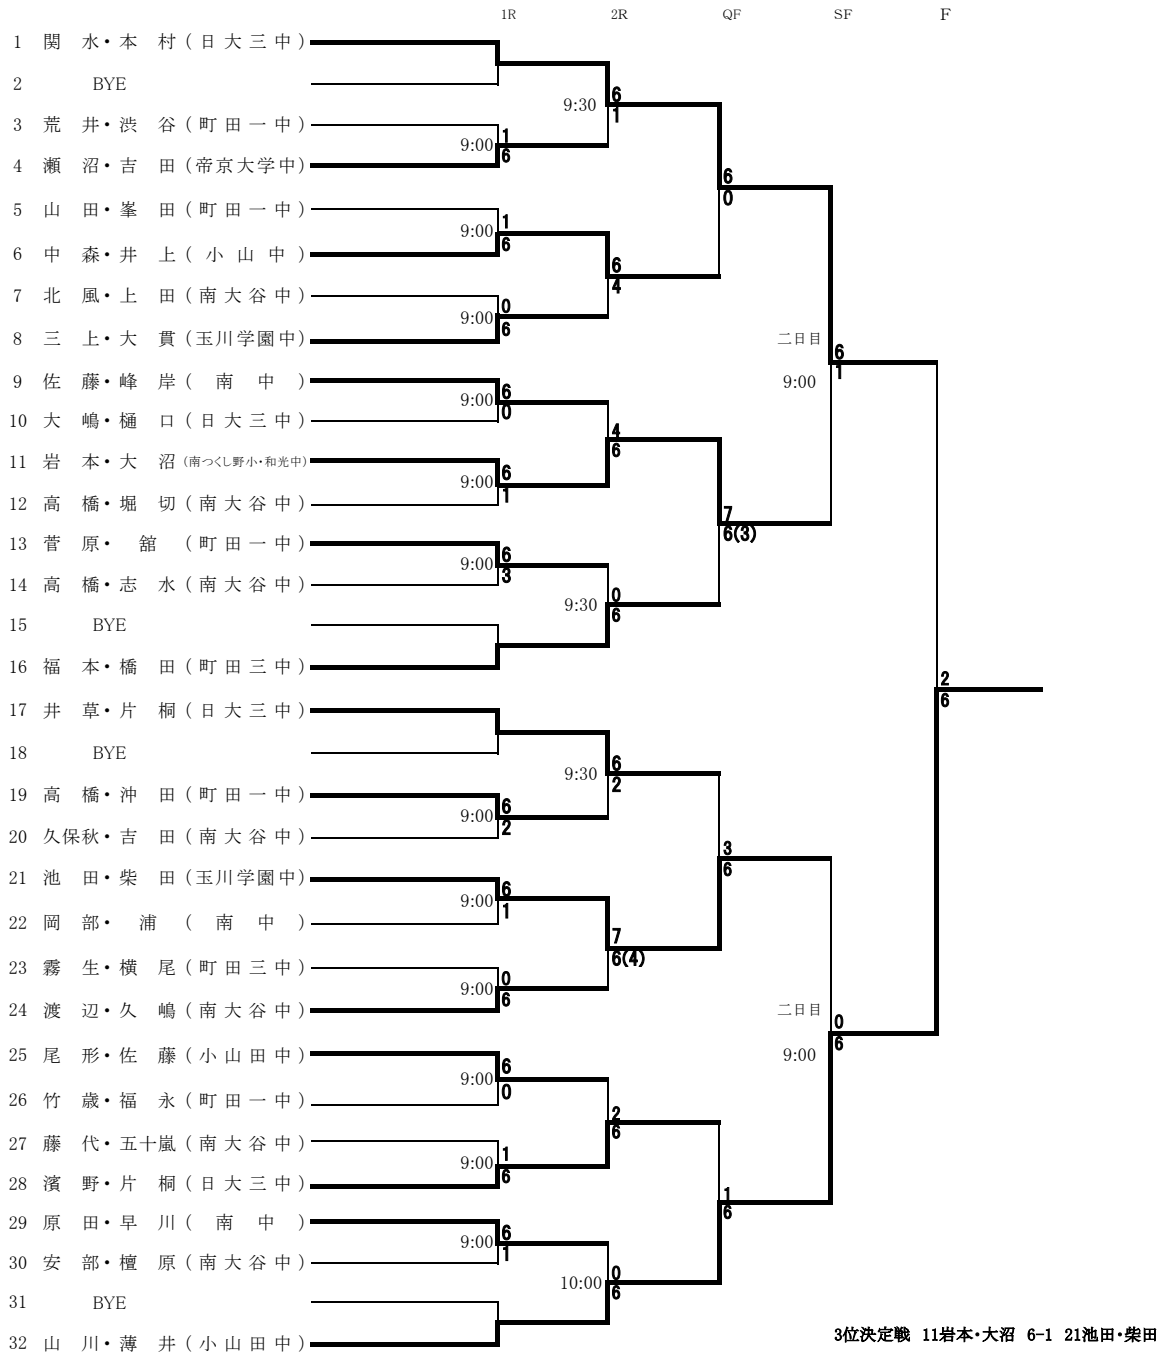 1R 2R QF SF F
1 関 水・本 村 (日大三中)
2 BYE
9:30 6
1
3 荒 井・渋 谷 (町田一中)
9:00 1
6
4 瀬 沼・吉 田 (帝京大学中)
6
0
5 山 田・峯 田 (町田一中)
9:00 1
6
6 中 森・井 上 (小山中)
6
4
7 北 風・上 田 (南大谷中)
9:00 0
6
8 三 上・大 貫 (玉川学園中)
二日目 6
1
9:00
9 佐 藤・峰 岸 (南中)
9:00 6
0
10 大 嶋・樋 口 (日大三中)
4
6
11 岩 本・大 沼 (南つくし野小・和光中)
9:00 6
1
12 高 橋・堀 切 (南大谷中)
7
6(3)
13 菅 原・ 舘 (町田一中)
9:00 6
3
14 高 橋・志 水 (南大谷中)
9:30 0
6
15 BYE
16 福 本・橋 田 (町田三中)
2
6
17 井 草・片 桐 (日大三中)
18 BYE
9:30 6
2
19 高 橋・沖 田 (町田一中)
9:00 6
2
20 久保秋・吉 田 (南大谷中)
3
6
21 池 田・柴 田 (玉川学園中)
9:00 6
1
22 岡 部・ 浦 (南中)
7
6(4)
23 霧 生・横 尾 (町田三中)
9:00 0
6
24 渡 辺・久 嶋 (南大谷中)
二日目 0
6
9:00
25 尾 形・佐 藤 (小山田中)
9:00 6
0
26 竹 歳・福 永 (町田一中)
2
6
27 藤 代・五十嵐 (南大谷中)
9:00 1
6
28 濱 野・片 桐 (日大三中)
1
6
29 原 田・早 川 (南中)
9:00 6
1
30 安 部・檀 原 (南大谷中)
10:00 0
6
31 BYE
32 山 川・薄 井 (小山田中)
3位決定戦 11岩本・大沼 6-1 21池田・柴田